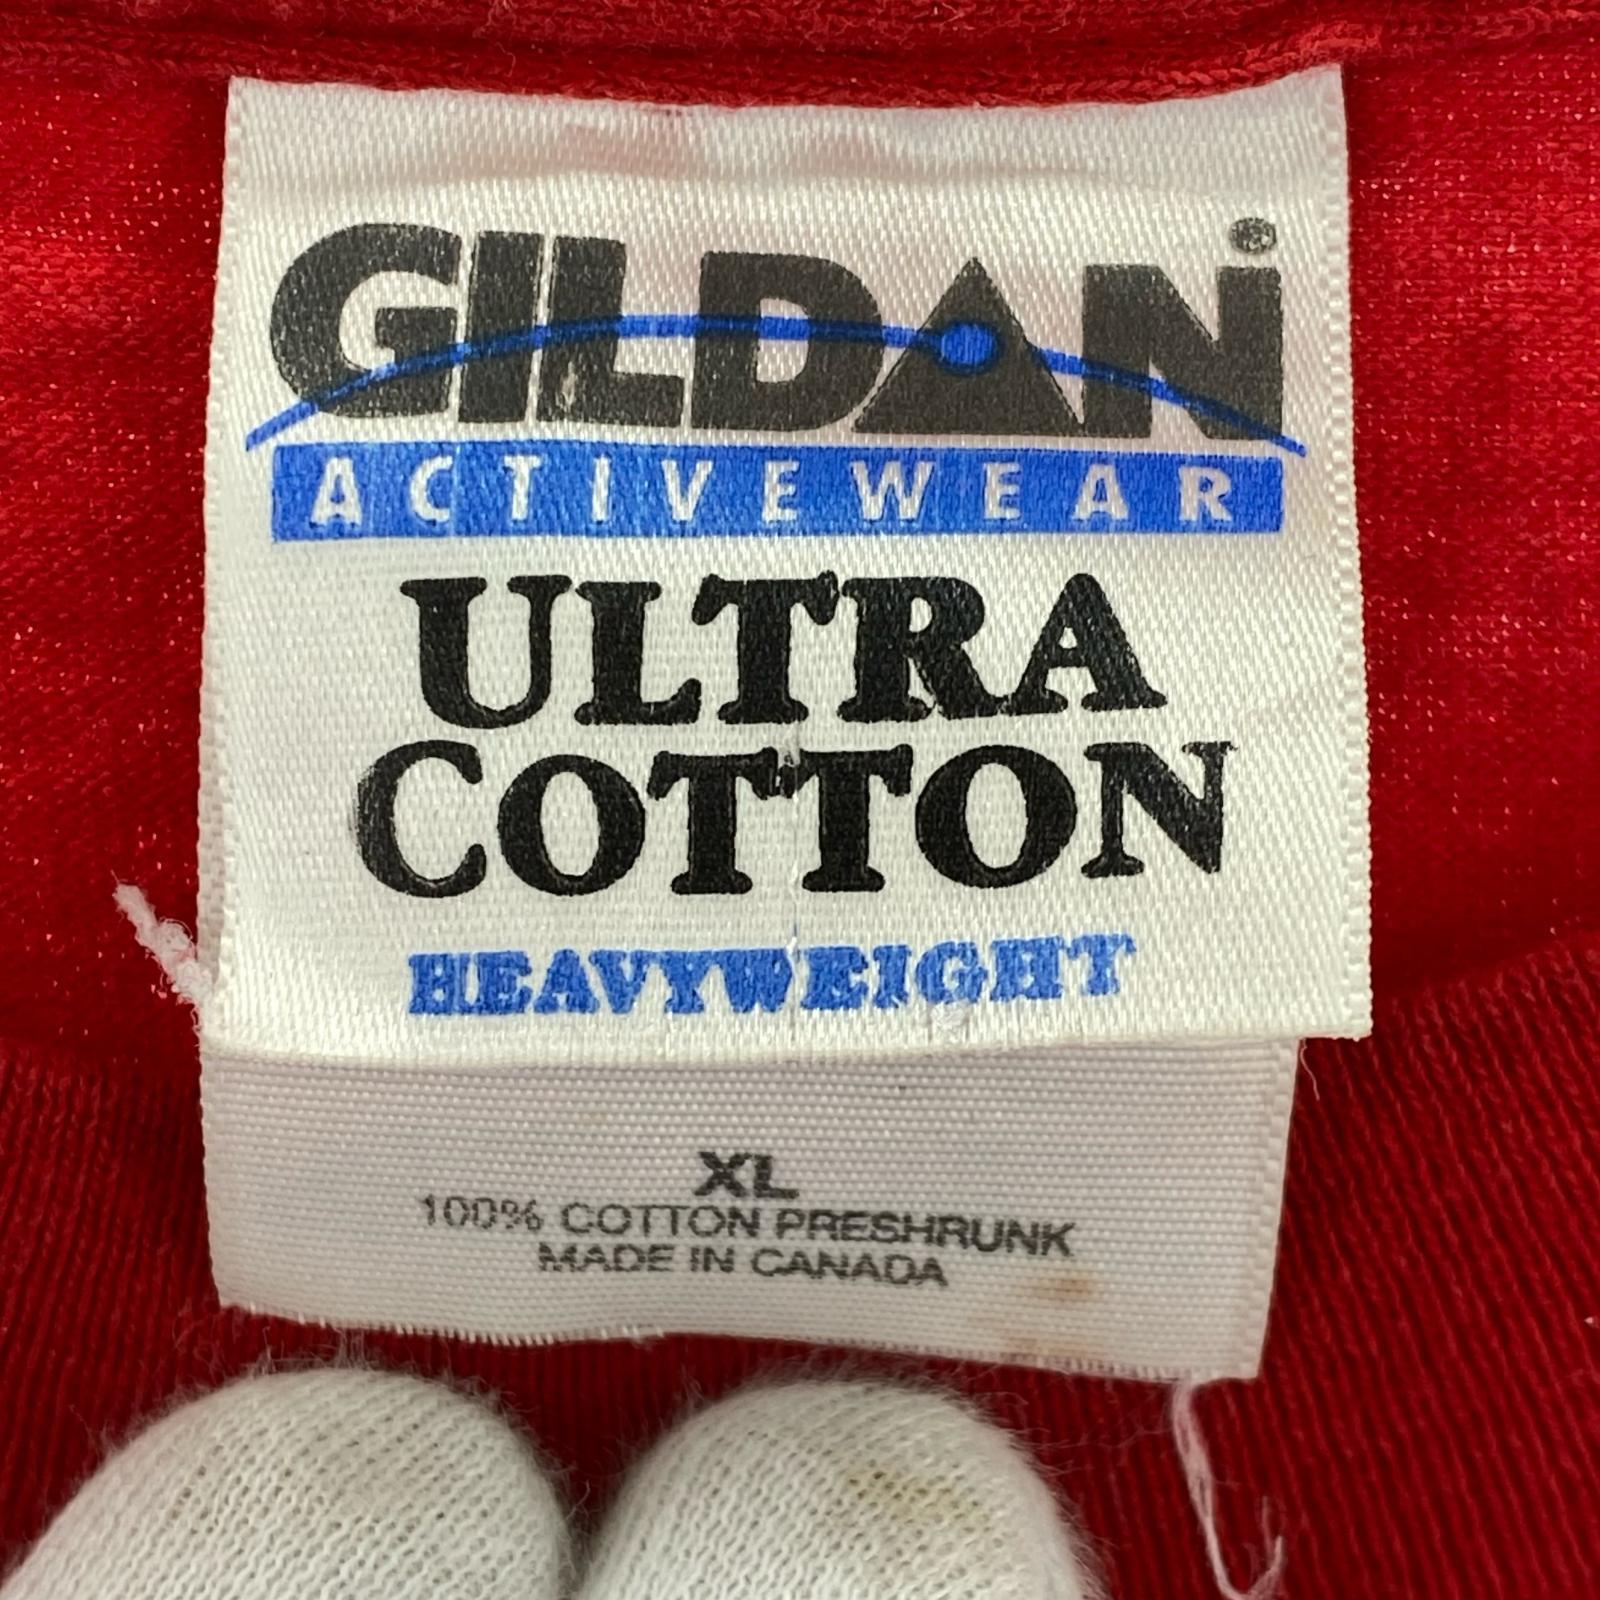 GILDAN®
ACTIVEWEAR
ULTRA
COTTON
HEAVYWEIGHT
XL
100% COTTON PRESHRUNK
MADE IN CANADA